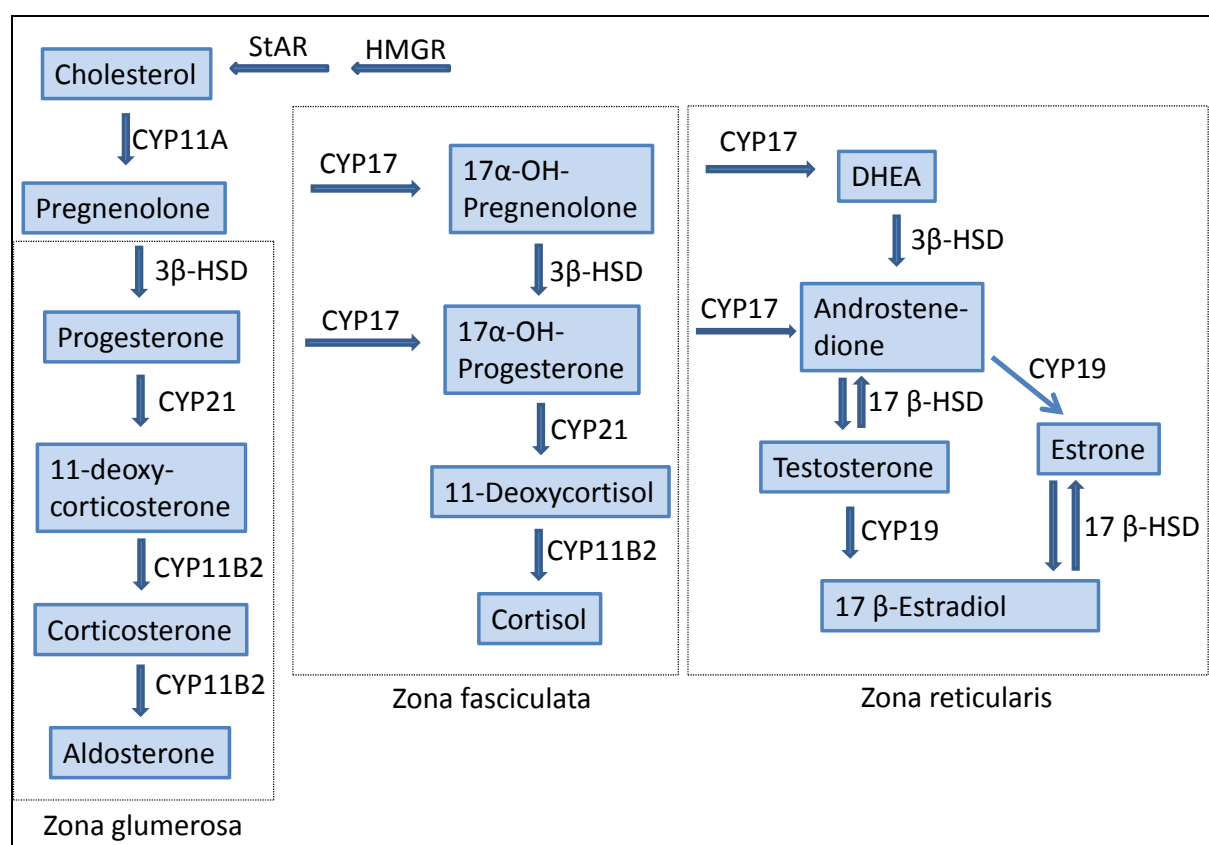 StAR
HMGR
Cholesterol
CYP11A
Pregnenolone
3β-HSD
Progesterone
CYP21
11-deoxy-
corticosterone
CYP11B2
Corticosterone
CYP11B2
Aldosterone
Zona glumerosa
CYP17
17α-OH-
Pregnenolone
3β-HSD
CYP17
17α-OH-
Progesterone
CYP21
11-Deoxycortisol
CYP11B2
Cortisol
Zona fasciculata
CYP17
DHEA
3β-HSD
CYP17
Androstene-
dione
CYP19
17 β-HSD
Estrone
Testosterone
CYP19
17 β-HSD
17 β-Estradiol
Zona reticularis